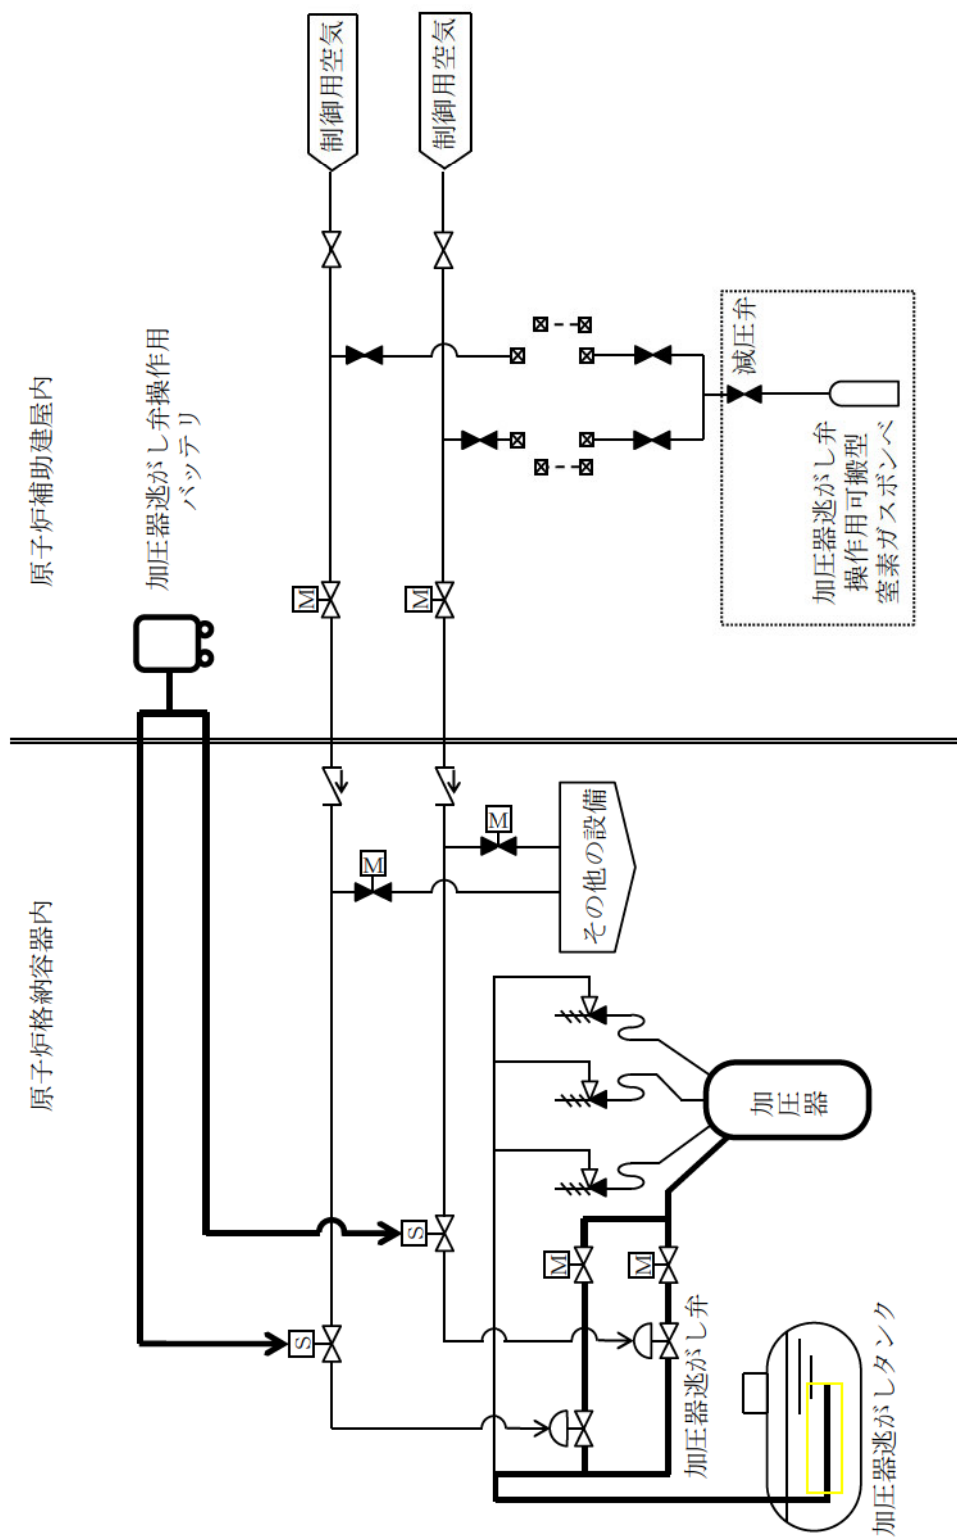 原子炉格納容器内
原子炉補助建屋内
加圧器逃がし弁操作用
バッテリ
制御用空気
制御用空気
S
S
M
M
M
M
その他の設備
M
M
加圧器
加圧器逃がし弁
加圧器逃がしタンク
減圧弁
加圧器逃がし弁
操作用可搬型
窒素ガスボンベ